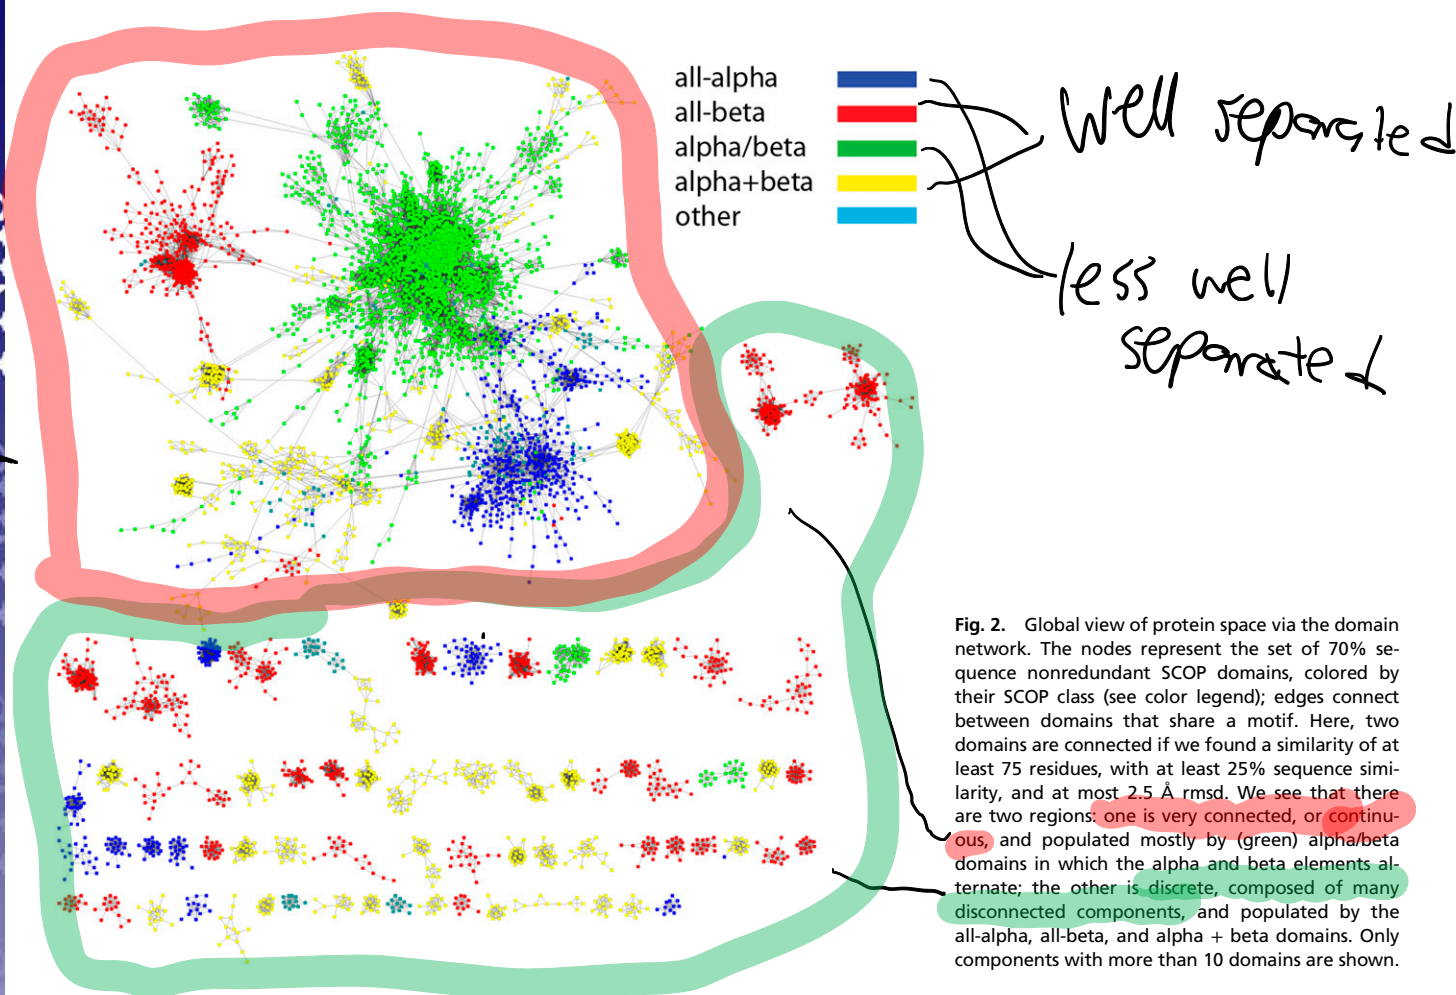 all-alpha
all-beta
alpha/beta
alpha+beta
other
Well separated
less well
separated
Fig. 2. Global view of protein space via the domain
network. The nodes represent the set of 70% se-
quence nonredundant SCOP domains, colored by
their SCOP class (see color legend); edges connect
between domains that share a motif. Here, two
domains are connected if we found a similarity of at
least 75 residues, with at least 25% sequence simi-
larity, and at most 2.5 Å rmsd. We see that there
are two regions: one is very connected, or continu-
ous, and populated mostly by (green) alpha/beta
domains in which the alpha and beta elements al-
ternate; the other is discrete, composed of many
disconnected components, and populated by the
all-alpha, all-beta, and alpha + beta domains. Only
components with more than 10 domains are shown.